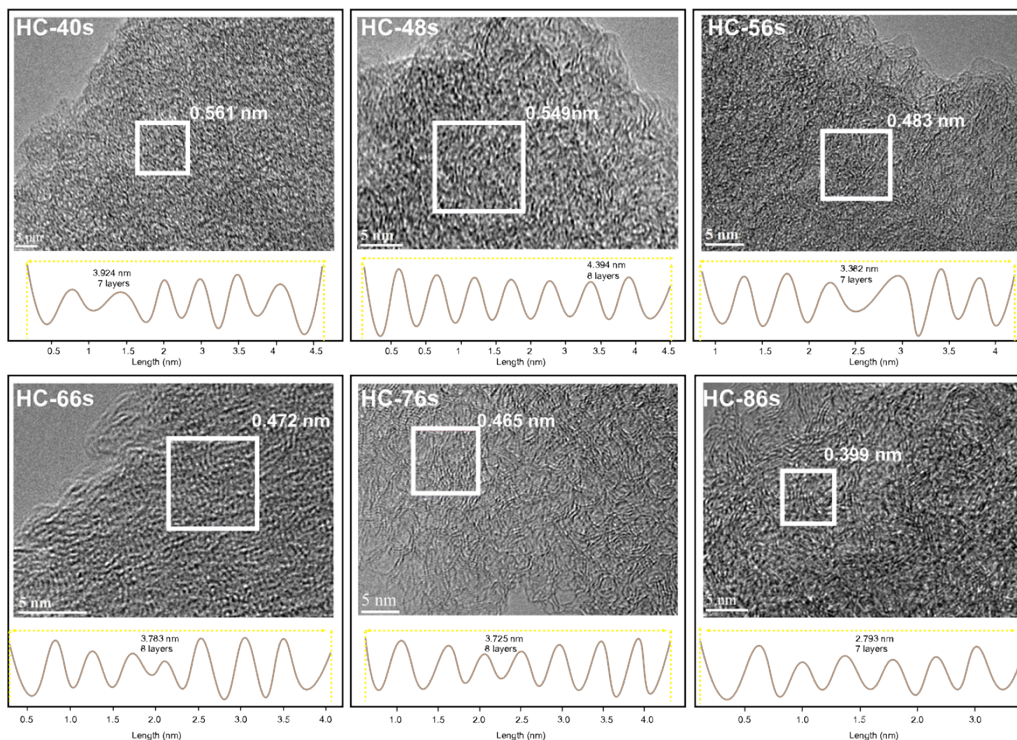 HC-40s
0.561 nm
5 nm
3.924 nm
7 layers
0.5 1 1.5 2 2.5 3 3.5 4 4.5
Length (nm)
HC-48s
0.549nm
5 nm
4.394 nm
8 layers
0.5 0.5 1.0 1.5 2.0 2.5 3.5 4.0 4.5
Length (nm)
HC-56s
0.483 nm
5 nm
3.382 nm
7 layers
1 1.5 2 2.5 3 3.5 4
Length (nm)
HC-66s
0.472 nm
5 nm
3.783 nm
8 layers
0.5 1.0 1.5 2.0 2.5 3.0 3.5 4.0
Length (nm)
HC-76s
0.465 nm
5 nm
3.725 nm
8 layers
1.0 1.5 2.0 2.5 3.0 3.5 4.0
Length (nm)
HC-86s
0.399 nm
5 nm
2.793 nm
7 layers
0.5 1.0 1.5 2.0 2.5 3.0
Length (nm)